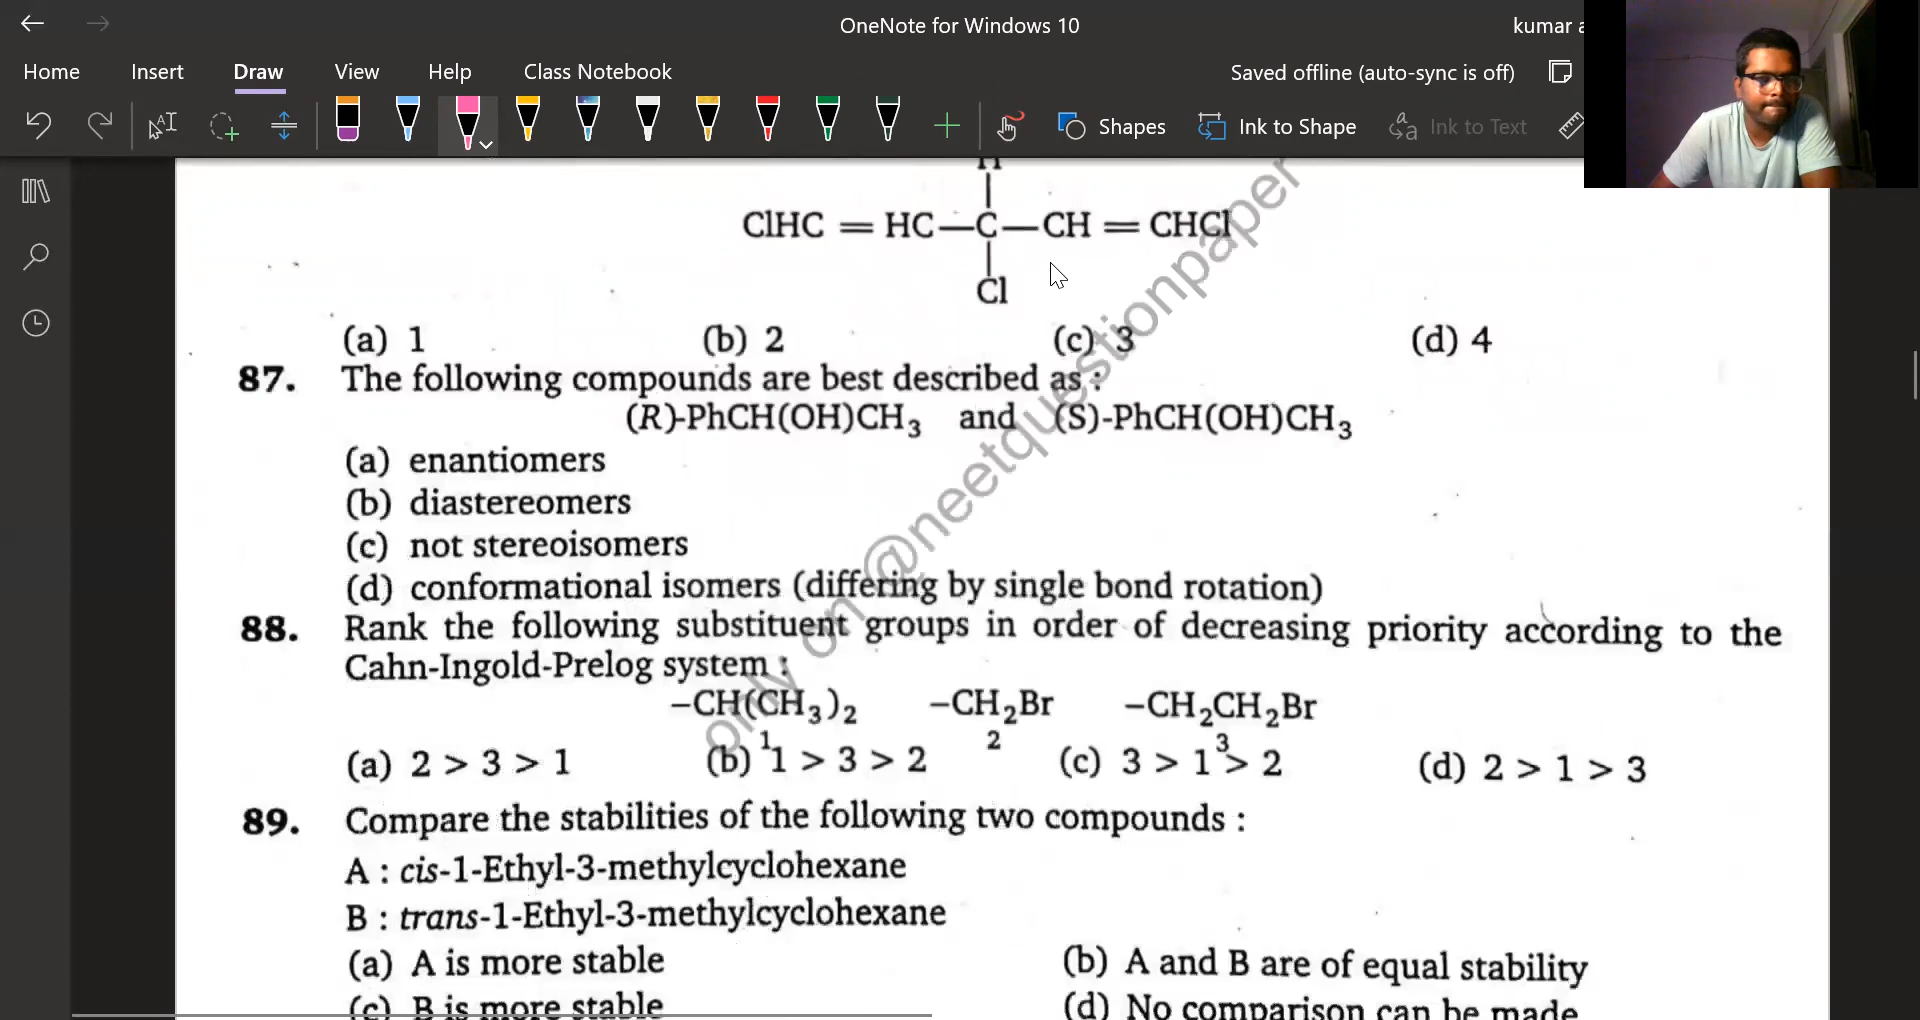 OneNote for Windows 10
kumar a
Home Insert Draw View Help Class Notebook
Saved offline (auto-sync is off)
Shapes Ink to Shape Ink to Text
H
ClHC = HC—C—CH = CHCl
Cl
(a) 1 (b) 2 (c) 3 (d) 4
87. The following compounds are best described as :
(R)-PhCH(OH)CH₃ and (S)-PhCH(OH)CH₃
(a) enantiomers
(b) diastereomers
(c) not stereoisomers
(d) conformational isomers (differing by single bond rotation)
88. Rank the following substituent groups in order of decreasing priority according to the
Cahn-Ingold-Prelog system :
–CH(CH₃)₂ –CH₂Br –CH₂CH₂Br
1 2 3
(a) 2 > 3 > 1 (b) 1 > 3 > 2 (c) 3 > 1 > 2 (d) 2 > 1 > 3
89. Compare the stabilities of the following two compounds :
A : cis-1-Ethyl-3-methylcyclohexane
B : trans-1-Ethyl-3-methylcyclohexane
(a) A is more stable (b) A and B are of equal stability
(c) B is more stable (d) No comparison can be made
only on @neetquestionpaper